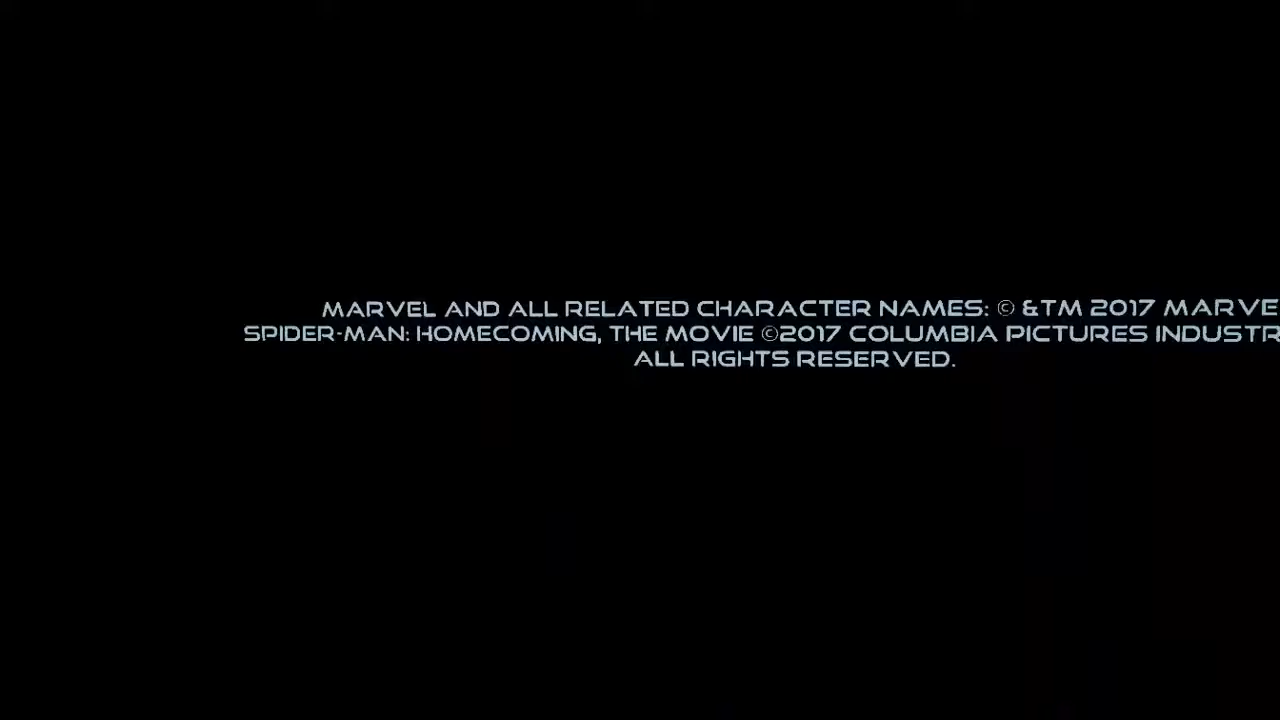 MARVEL AND ALL RELATED CHARACTER NAMES: © &TM 2017 MARVE
SPIDER-MAN: HOMECOMING, THE MOVIE ©2017 COLUMBIA PICTURES INDUSTR
ALL RIGHTS RESERVED.